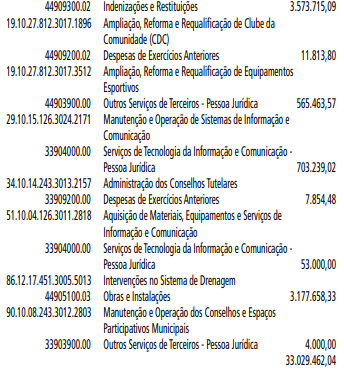 44909300.02 Indenizações e Restituições 3.573.715,09
19.10.27.812.3017.1896 Ampliação, Reforma e Requalificação de Clube da
Comunidade (CDC)
44909200.02 Despesas de Exercícios Anteriores 11.813,80
19.10.27.812.3017.3512 Ampliação, Reforma e Requalificação de Equipamentos
Esportivos
44903900.00 Outros Serviços de Terceiros - Pessoa Jurídica 565.463,57
29.10.15.126.3024.2171 Manutenção e Operação de Sistemas de Informação e
Comunicação
33904000.00 Serviços de Tecnologia da Informação e Comunicação -
Pessoa Jurídica 703.239,02
34.10.14.243.3013.2157 Administração dos Conselhos Tutelares
33909200.00 Despesas de Exercícios Anteriores 7.854,48
51.10.04.126.3011.2818 Aquisição de Materiais, Equipamentos e Serviços de
Informação e Comunicação
33904000.00 Serviços de Tecnologia da Informação e Comunicação -
Pessoa Jurídica 53.000,00
86.12.17.451.3005.5013 Intervenções no Sistema de Drenagem
44905100.03 Obras e Instalações 3.177.658,33
90.10.08.243.3012.2803 Manutenção e Operação dos Conselhos e Espaços
Participativos Municipais
33903900.00 Outros Serviços de Terceiros - Pessoa Jurídica 4.000,00
33.029.462,04